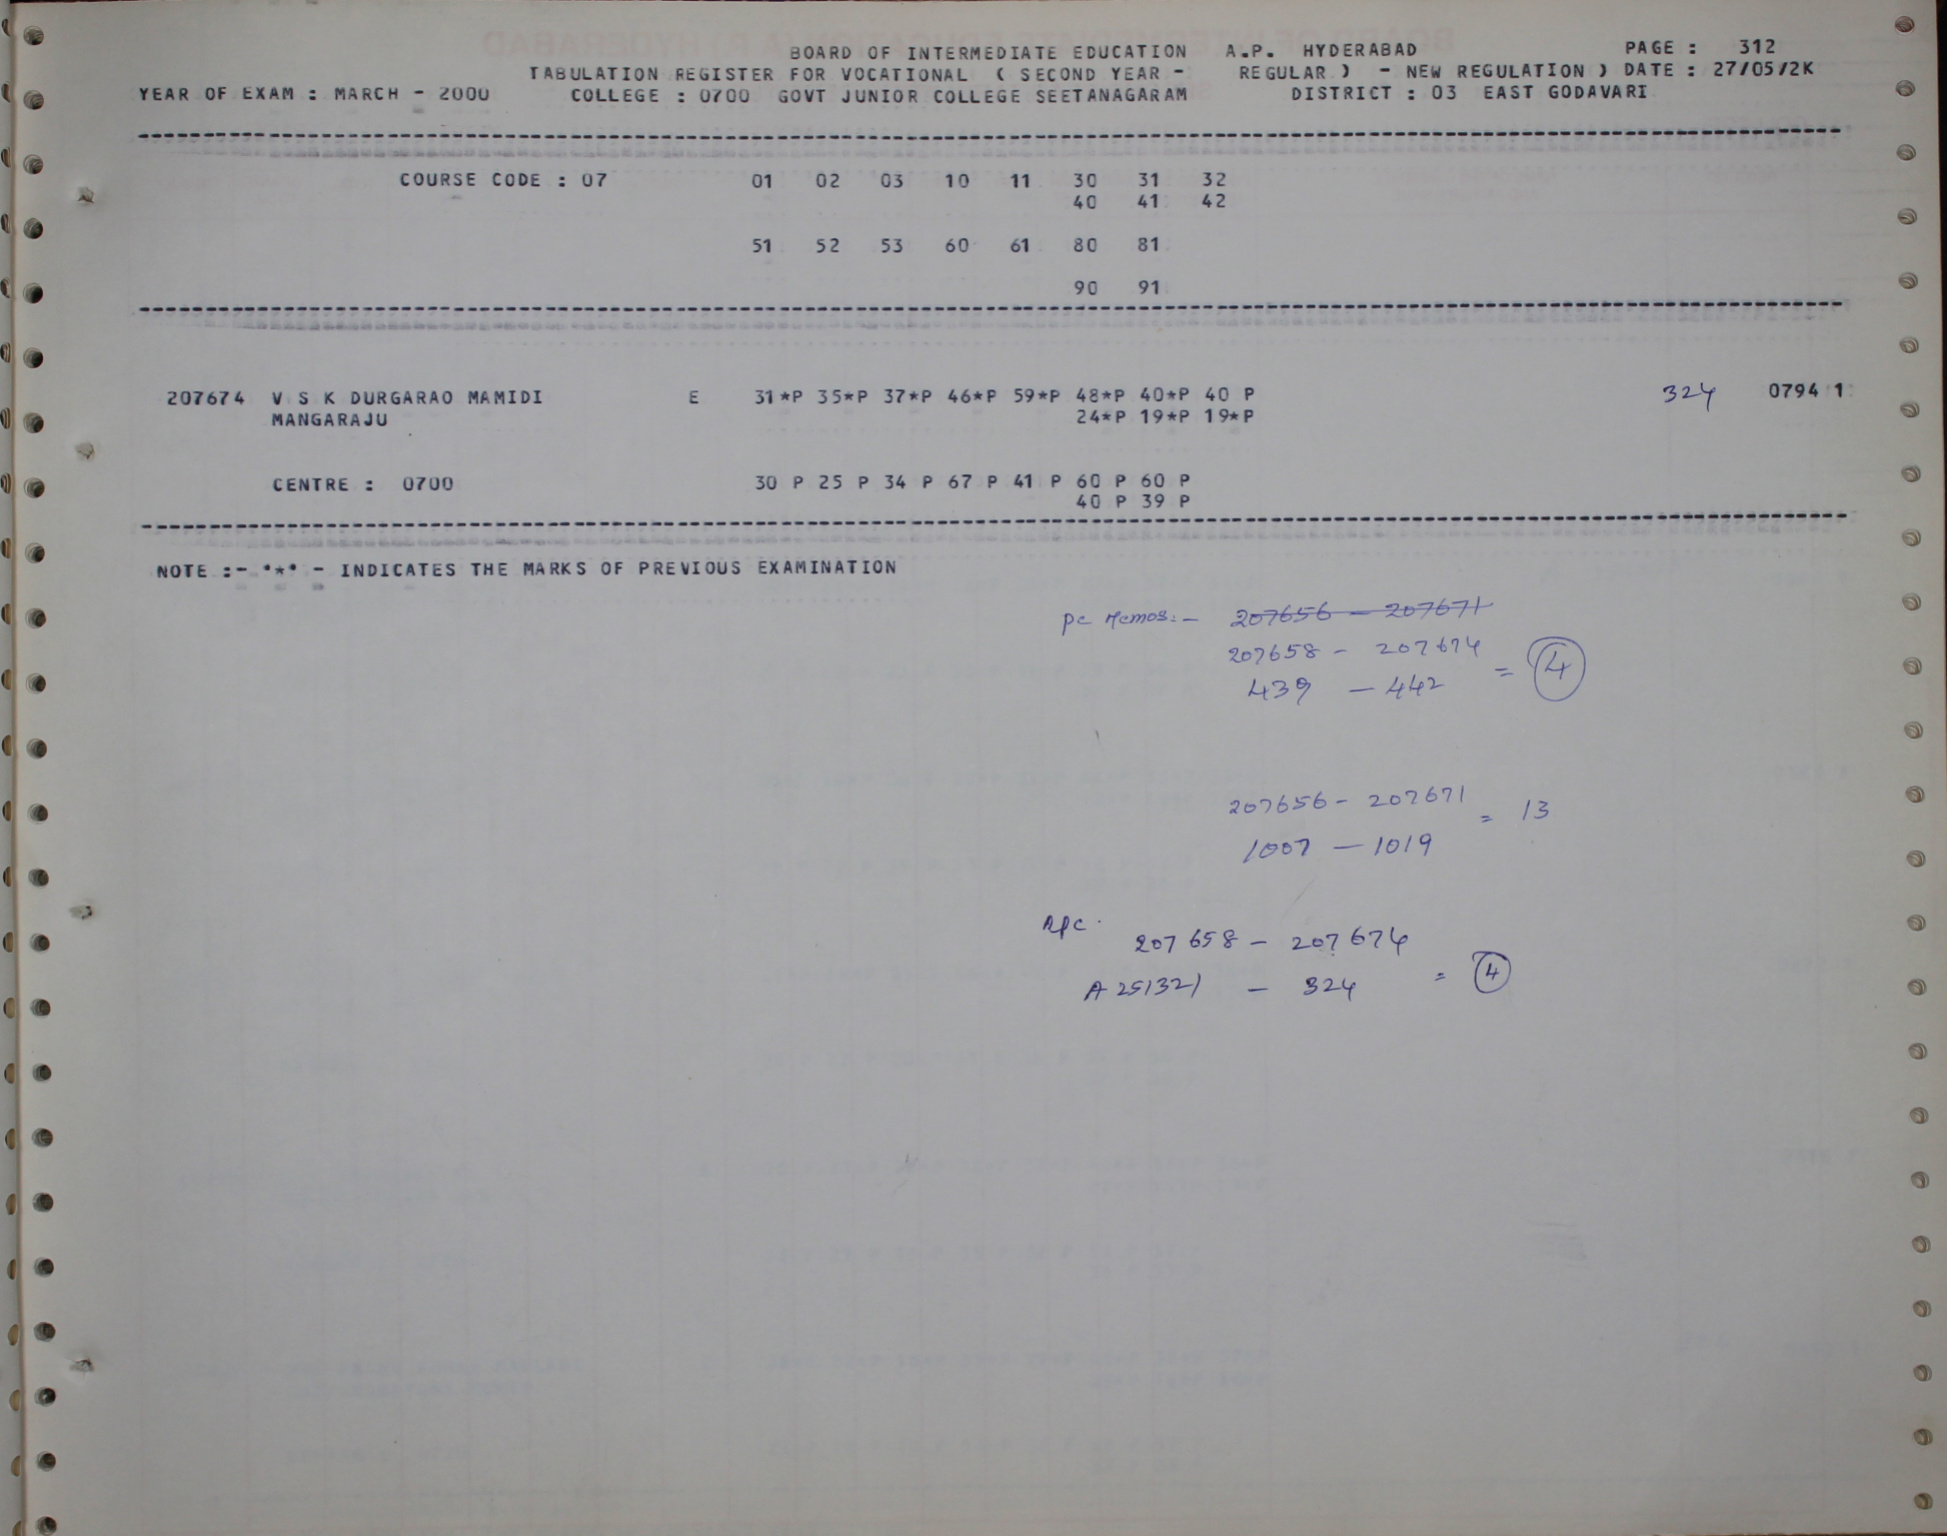 BOARD OF INTERMEDIATE EDUCATION A.P. HYDERABAD PAGE : 312
TABULATION REGISTER FOR VOCATIONAL ( SECOND YEAR - REGULAR ) - NEW REGULATION ) DATE : 27/05/2K
YEAR OF EXAM : MARCH - 2000 COLLEGE : 0700 GOVT JUNIOR COLLEGE SEETANAGARAM DISTRICT : 03 EAST GODAVARI
COURSE CODE : 07 01 02 03 10 11 30 31 32
40 41 42
51 52 53 60 61 80 81
90 91
207674 V S K DURGARAO MAMIDI E 31*P 35*P 37*P 46*P 59*P 48*P 40*P 40 P 324 0794 1
MANGARAJU 24*P 19*P 19*P
CENTRE : 0700 30 P 25 P 34 P 67 P 41 P 60 P 60 P
40 P 39 P
NOTE :- '*' - INDICATES THE MARKS OF PREVIOUS EXAMINATION
pc Memos:- 207656 - 207671
207658 - 207674
439 - 442 = 4
207656 - 207671
1007 - 1019 = 13
207658 - 207674
A 251321 - 324 = 4